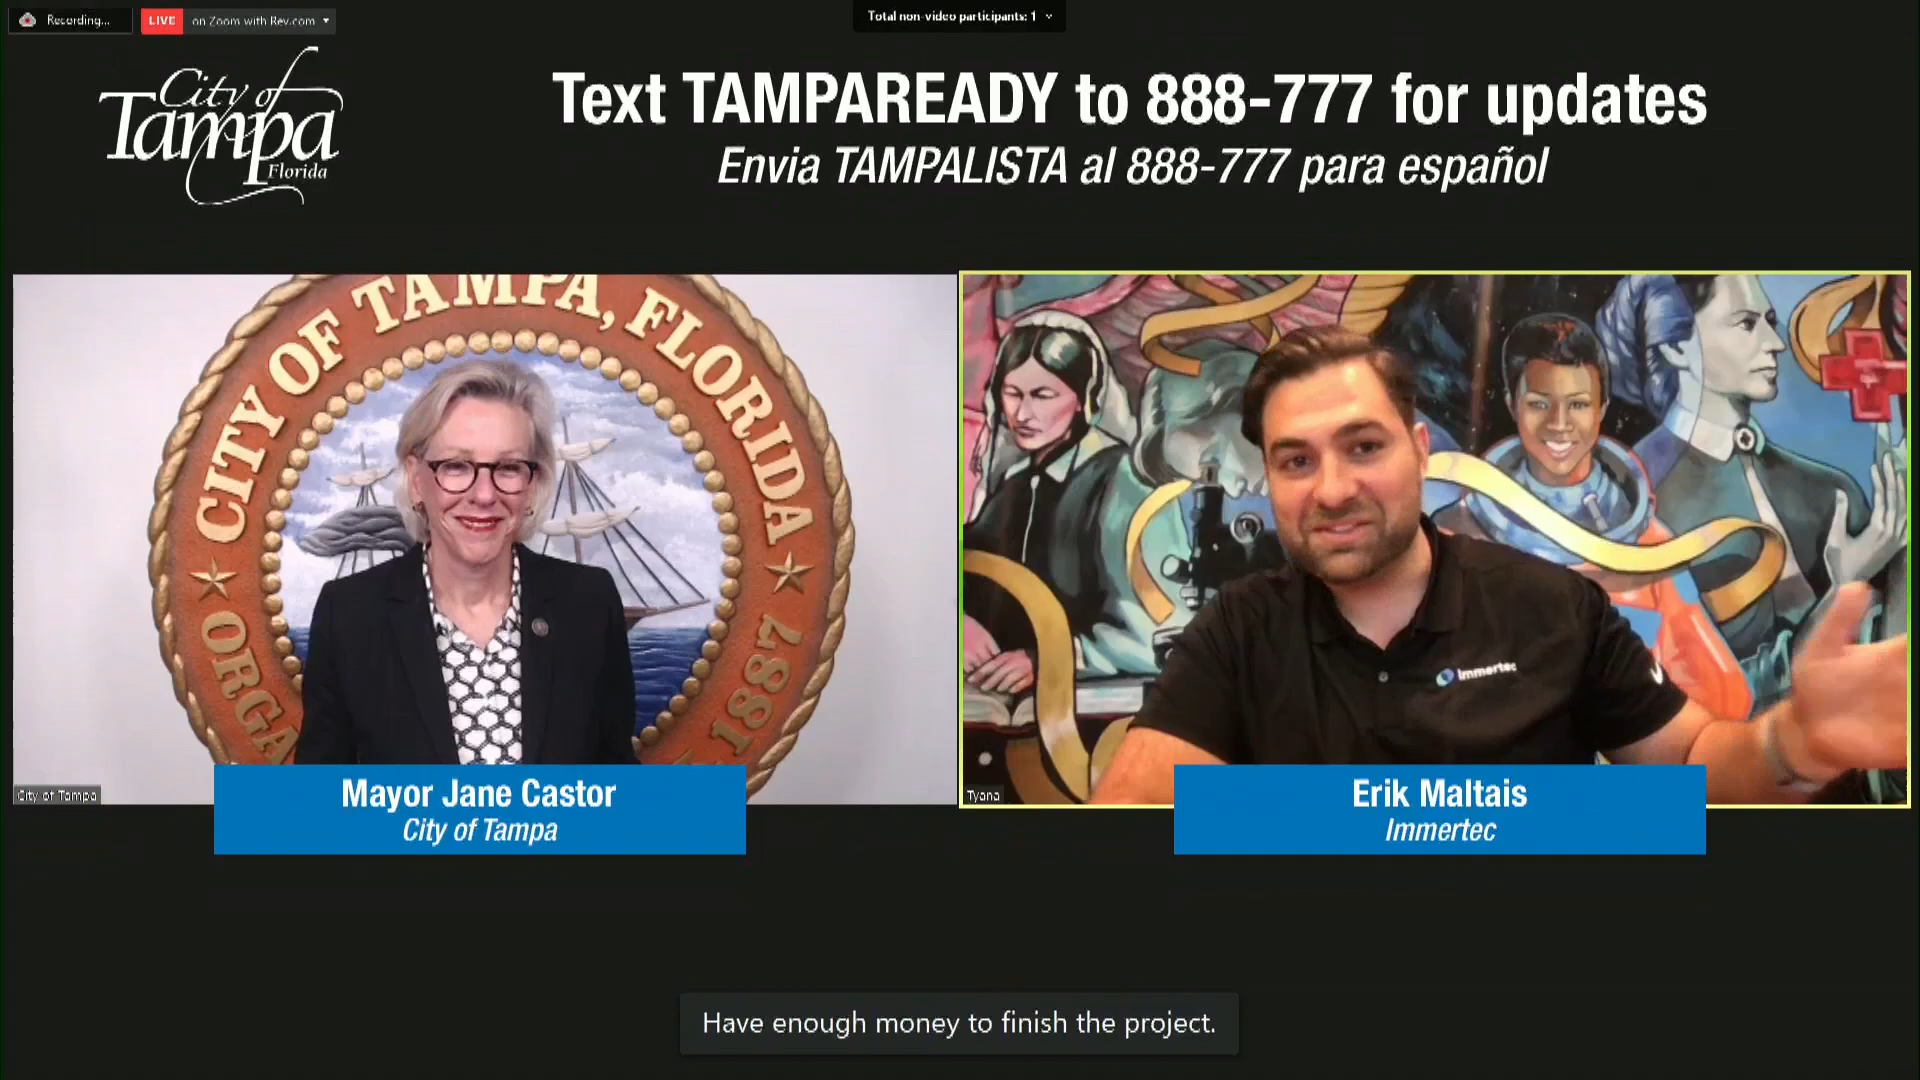 Recording...
LIVE on Zoom with Rev.com
Total non-video participants: 1
City of
Tampa
Florida
Text TAMPAREADY to 888-777 for updates
Envia TAMPALISTA al 888-777 para español
CITY OF TAMPA, FLORIDA
ORGA
1887
immertec
City of Tampa
Tyana
Mayor Jane Castor
City of Tampa
Erik Maltais
Immertec
Have enough money to finish the project.